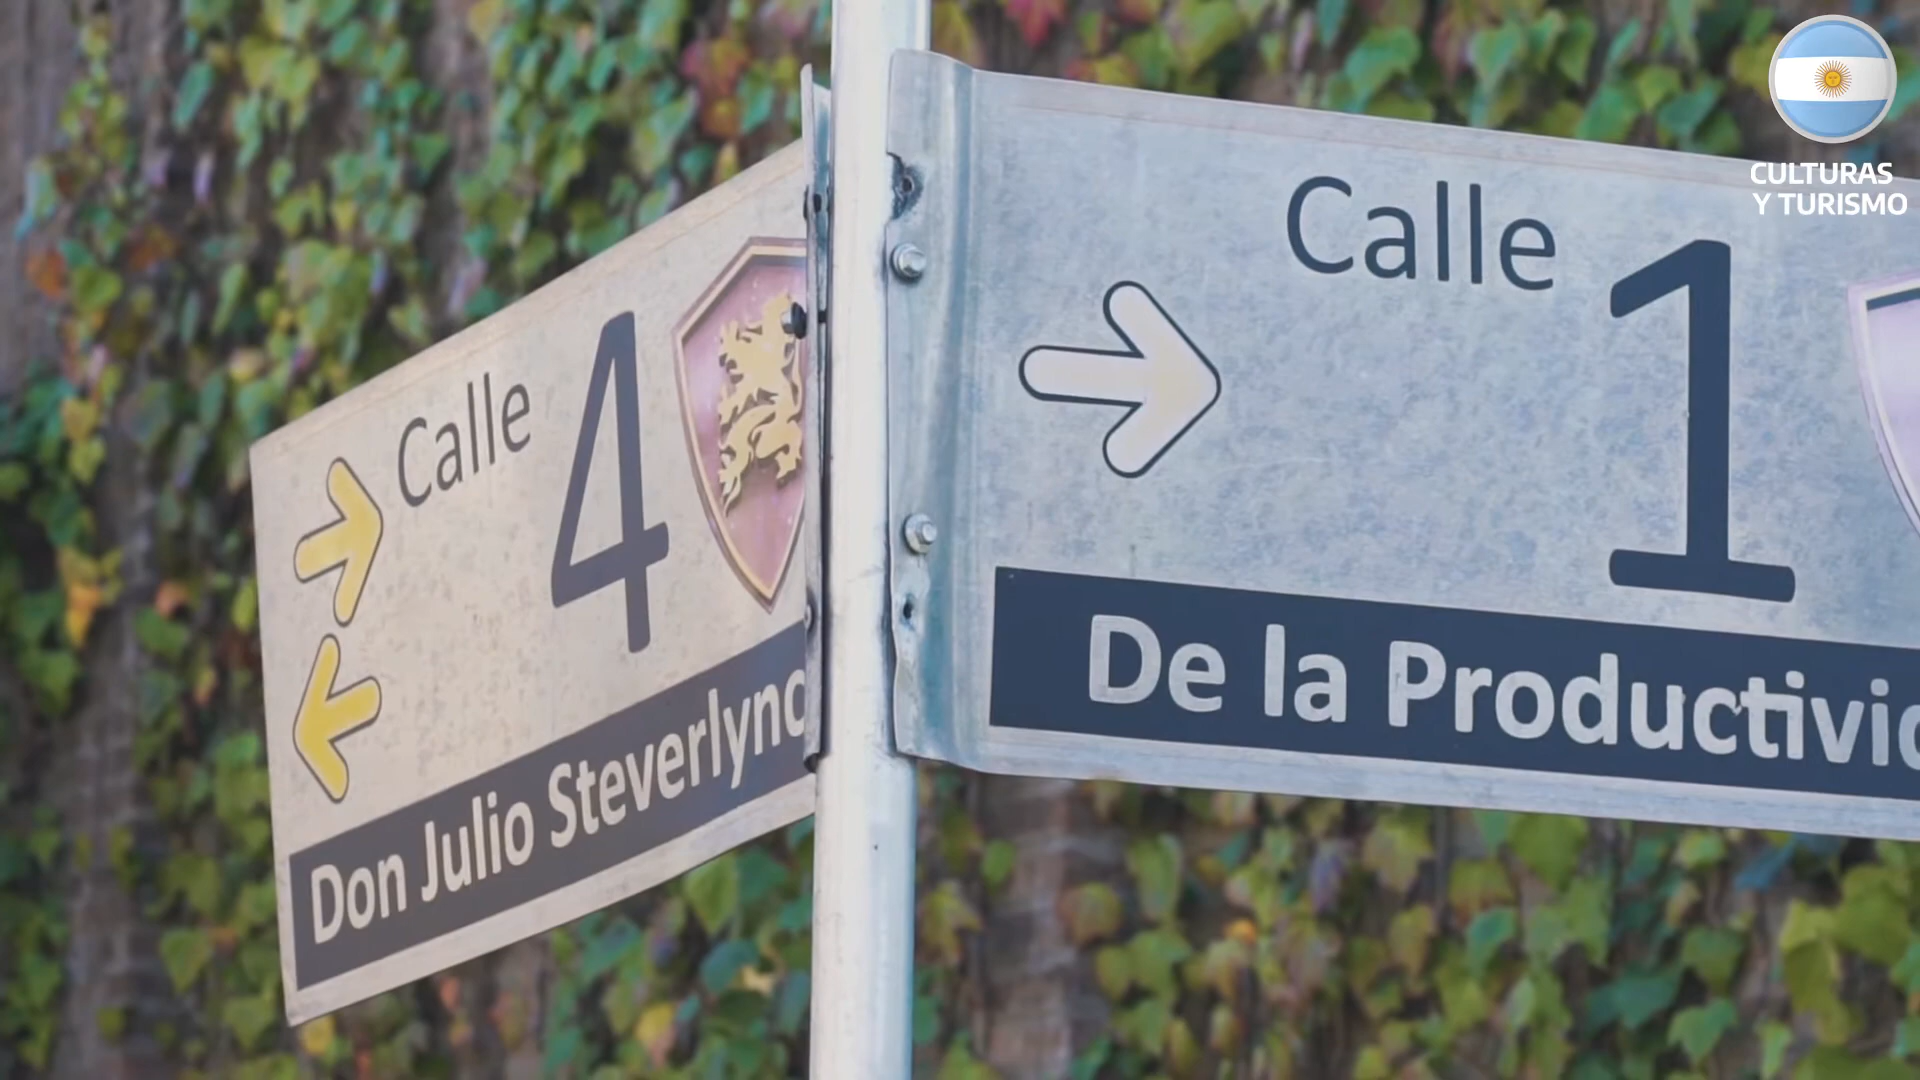 Calle 4
Don Julio Steverlync
Calle 1
De la Productivid
CULTURAS
Y TURISMO